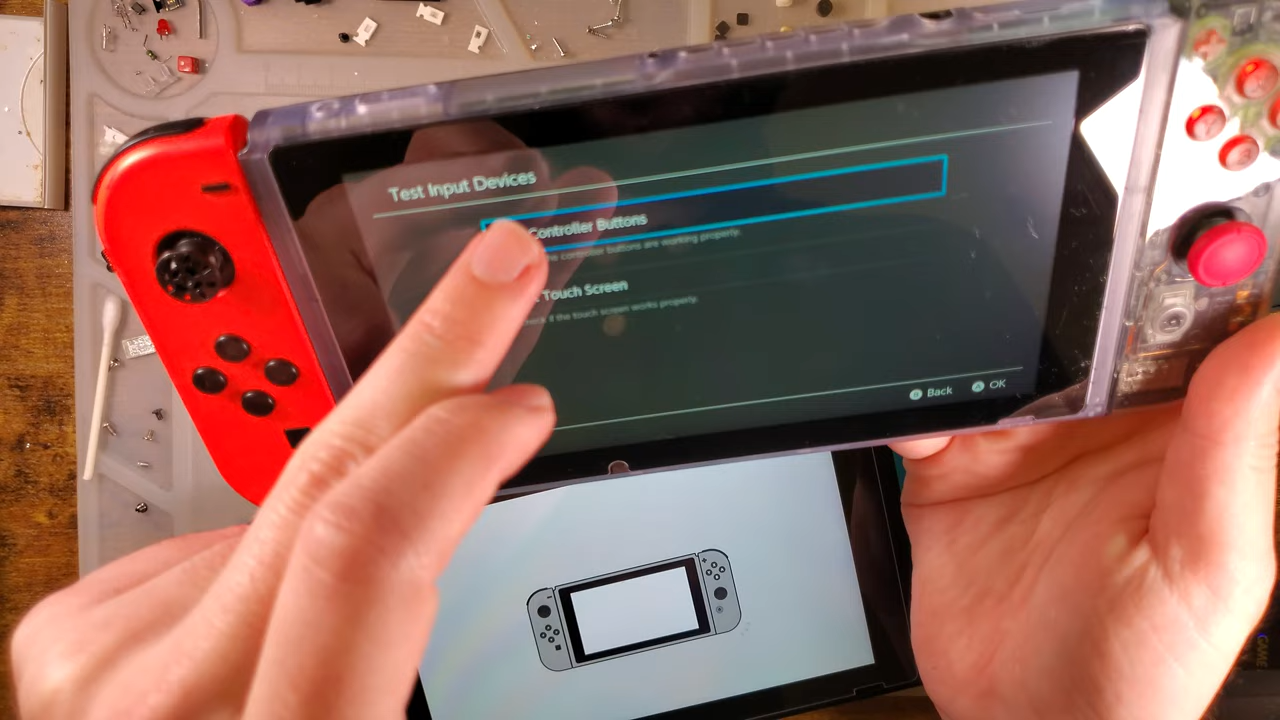 Test Input Devices
Controller Buttons
controller buttons are working properly.
Touch Screen
if the touch screen works properly.
Back
OK
GAME